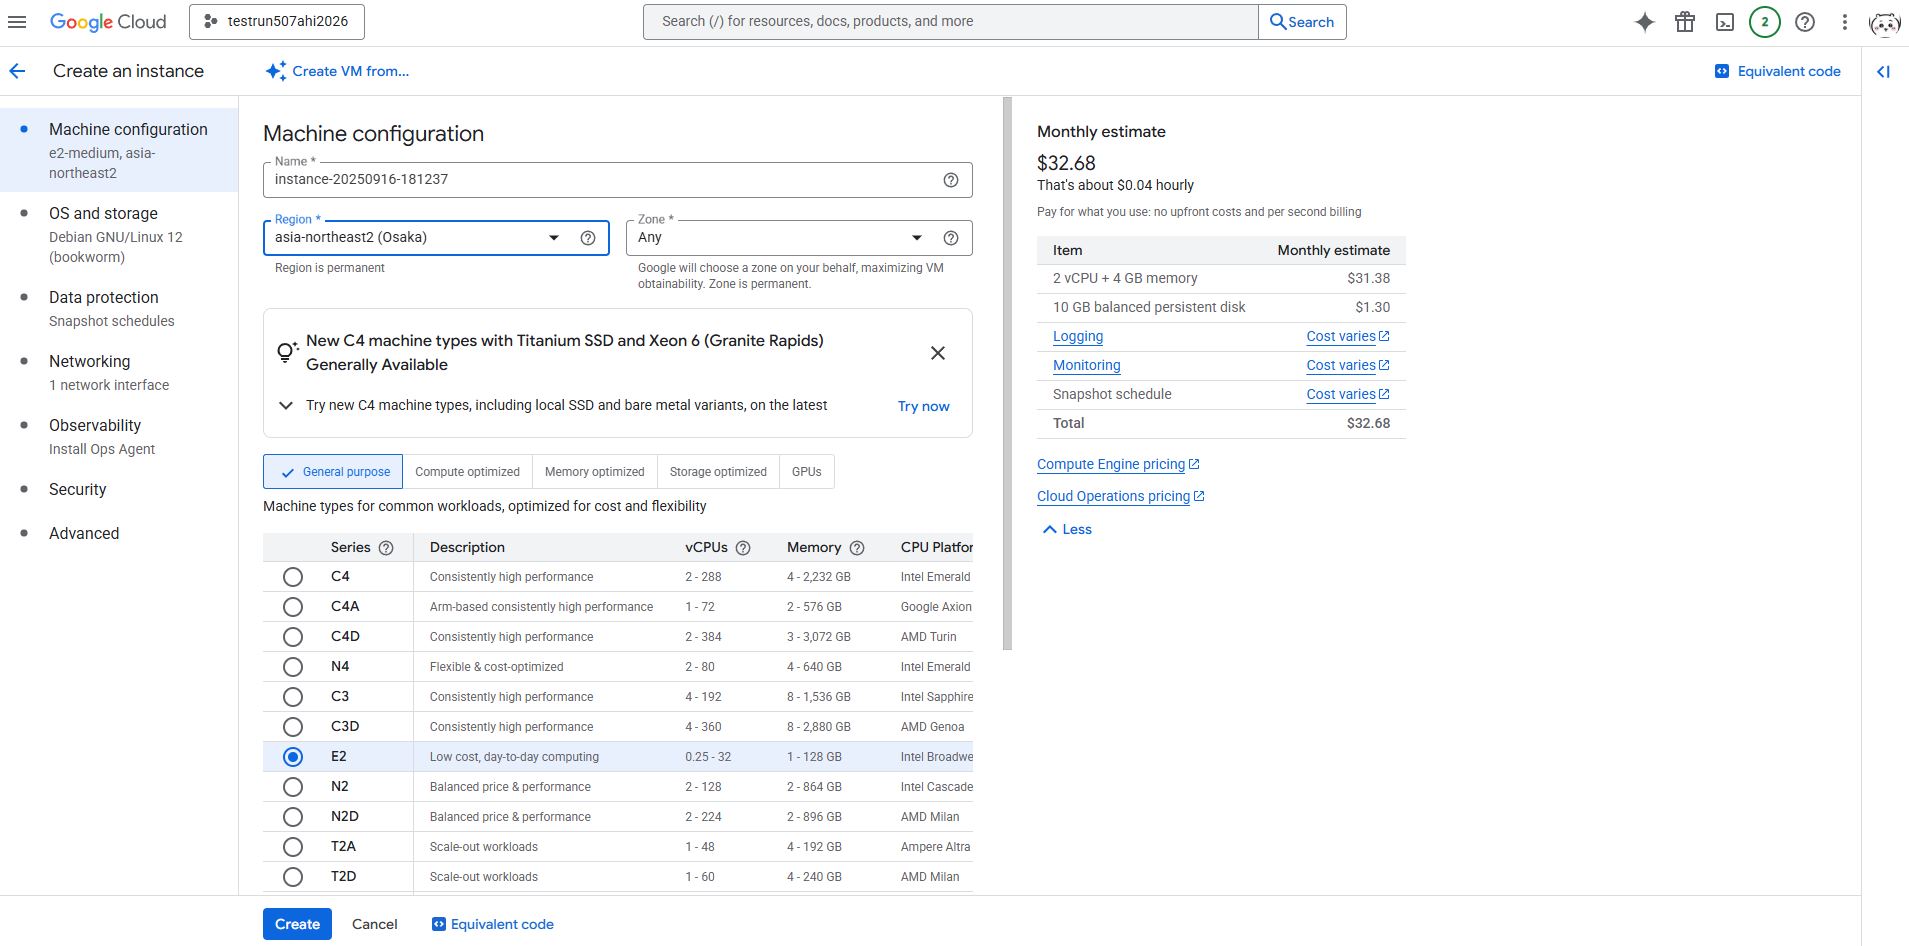 Google Cloud
testrun507ahi2026
Search (/) for resources, docs, products, and more
Search
2
Create an instance
Create VM from...
Equivalent code
Machine configuration
e2-medium, asia-
northeast2
OS and storage
Debian GNU/Linux 12
(bookworm)
Data protection
Snapshot schedules
Networking
1 network interface
Observability
Install Ops Agent
Security
Advanced
Machine configuration
Name *
instance-20250916-181237
Region *
asia-northeast2 (Osaka)
Region is permanent
Zone *
Any
Google will choose a zone on your behalf, maximizing VM
obtainability. Zone is permanent.
New C4 machine types with Titanium SSD and Xeon 6 (Granite Rapids)
Generally Available
Try new C4 machine types, including local SSD and bare metal variants, on the latest
Try now
General purpose
Compute optimized
Memory optimized
Storage optimized
GPUs
Machine types for common workloads, optimized for cost and flexibility
Series Description vCPUs Memory CPU Platfor
C4 Consistently high performance 2 - 288 4 - 2,232 GB Intel Emerald
C4A Arm-based consistently high performance 1 - 72 2 - 576 GB Google Axion
C4D Consistently high performance 2 - 384 3 - 3,072 GB AMD Turin
N4 Flexible & cost-optimized 2 - 80 4 - 640 GB Intel Emerald
C3 Consistently high performance 4 - 192 8 - 1,536 GB Intel Sapphire
C3D Consistently high performance 4 - 360 8 - 2,880 GB AMD Genoa
E2 Low cost, day-to-day computing 0.25 - 32 1 - 128 GB Intel Broadwe
N2 Balanced price & performance 2 - 128 2 - 864 GB Intel Cascade
N2D Balanced price & performance 2 - 224 2 - 896 GB AMD Milan
T2A Scale-out workloads 1 - 48 4 - 192 GB Ampere Altra
T2D Scale-out workloads 1 - 60 4 - 240 GB AMD Milan
Create
Cancel
Equivalent code
Monthly estimate
$32.68
That's about $0.04 hourly
Pay for what you use: no upfront costs and per second billing
Item Monthly estimate
2 vCPU + 4 GB memory $31.38
10 GB balanced persistent disk $1.30
Logging Cost varies
Monitoring Cost varies
Snapshot schedule Cost varies
Total $32.68
Compute Engine pricing
Cloud Operations pricing
Less